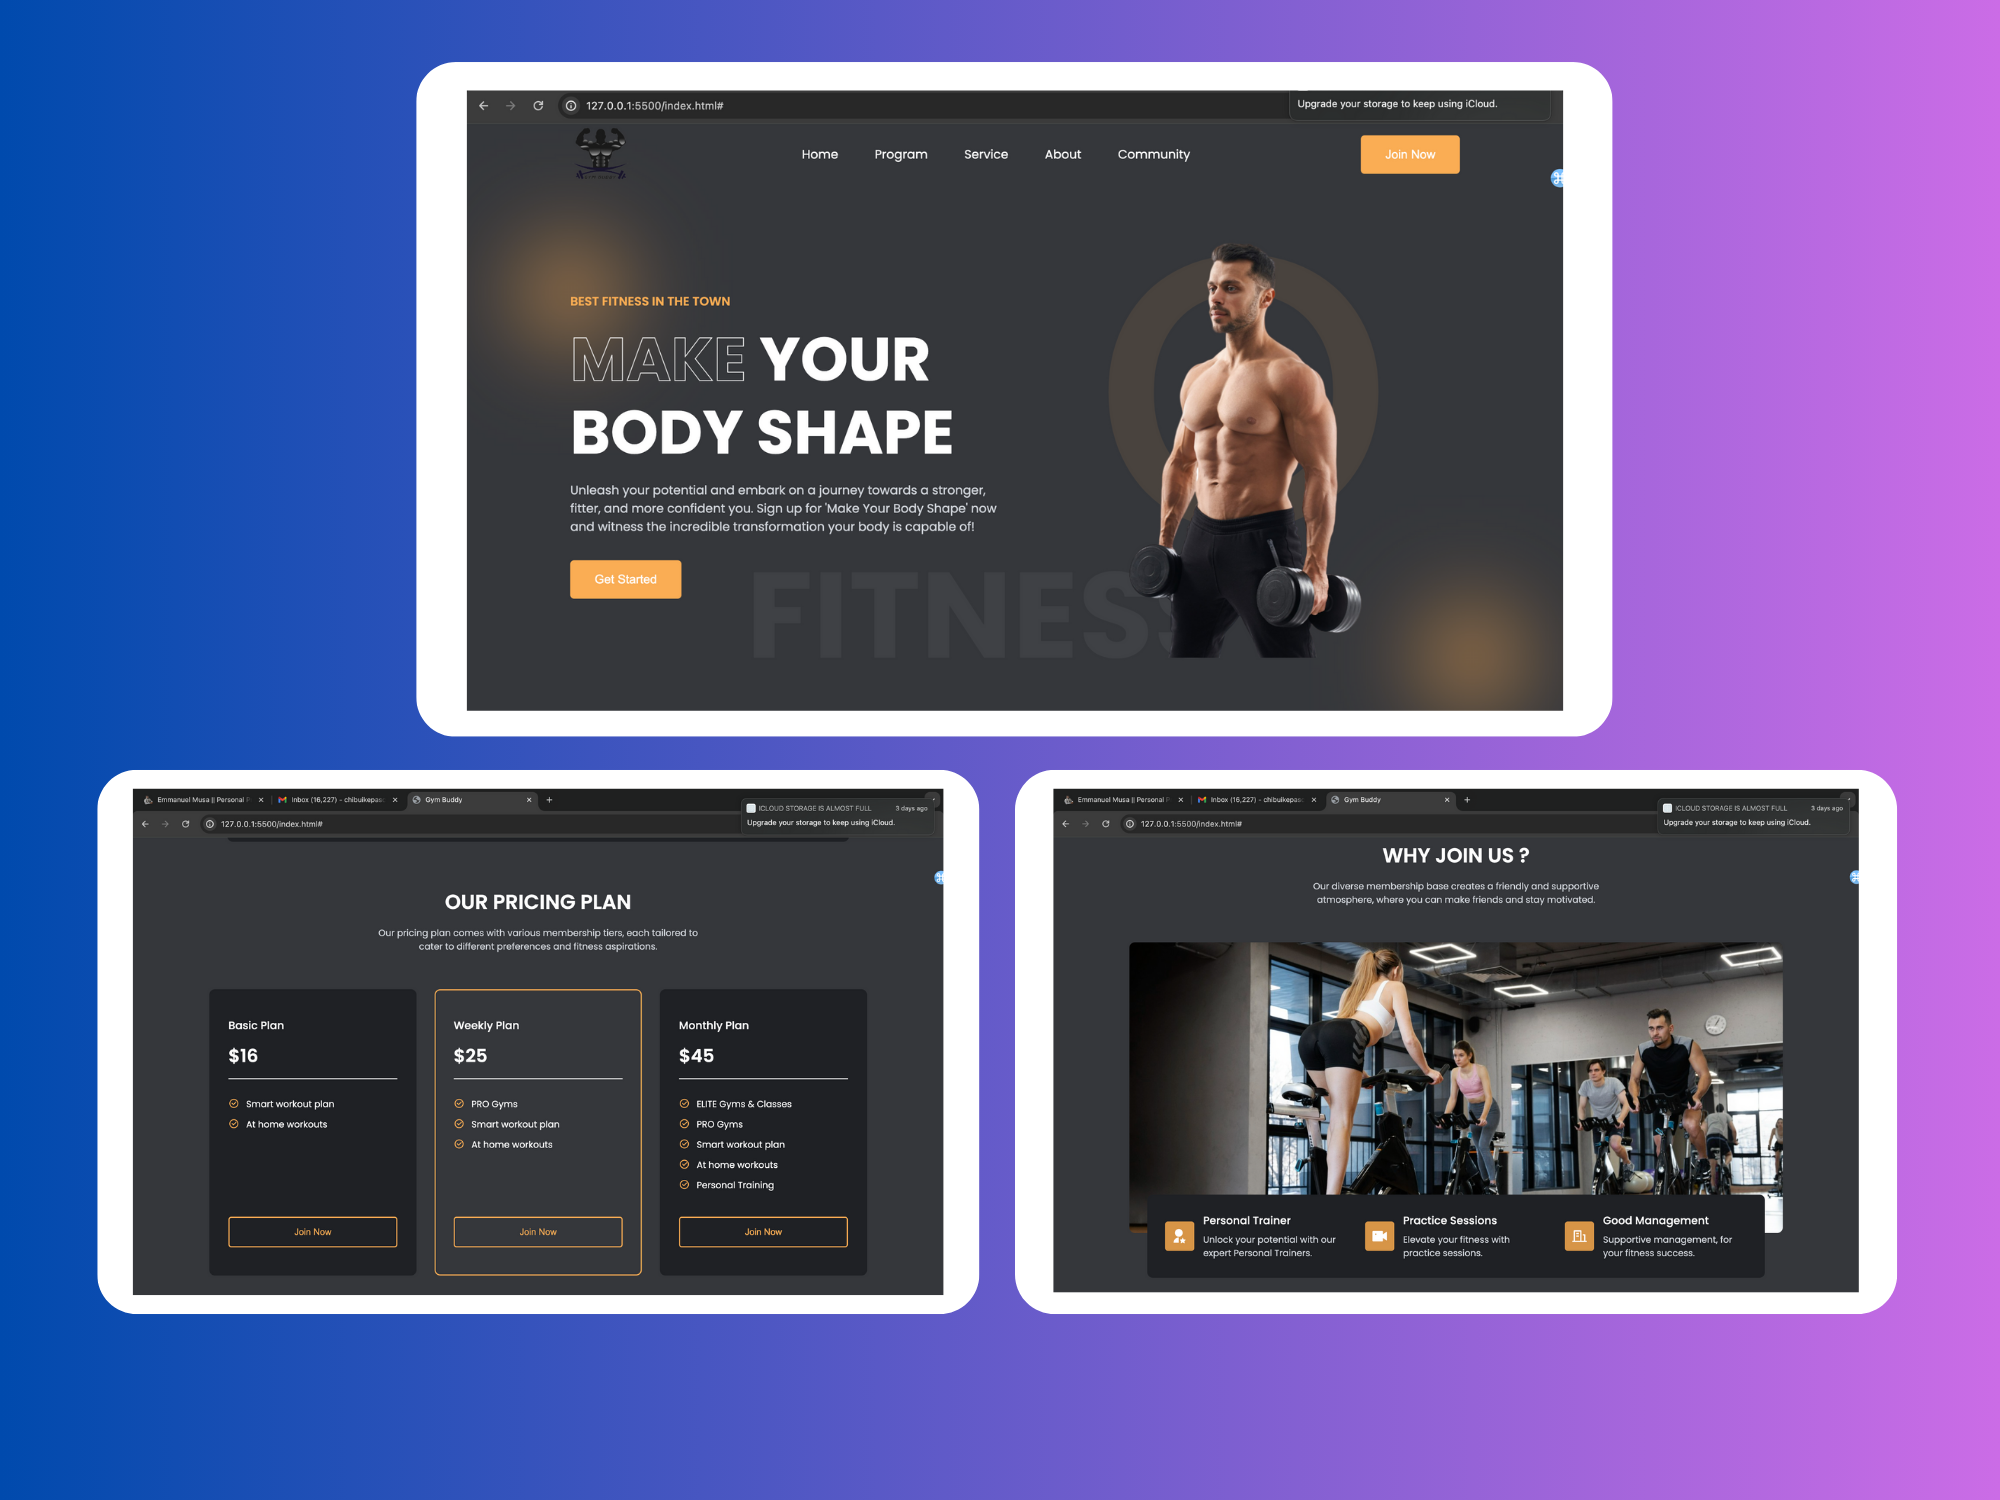 127.0.0.1:5500/index.html#
Upgrade your storage to keep using iCloud.
Home Program Service About Community
Join Now
BEST FITNESS IN THE TOWN
MAKE YOUR
BODY SHAPE
Unleash your potential and embark on a journey towards a stronger,
fitter, and more confident you. Sign up for 'Make Your Body Shape' now
and witness the incredible transformation your body is capable of!
Get Started
FITNESS
Emmanuel Musa || Personal P Inbox (16,227) - chibuikepas Gym Buddy
ICLOUD STORAGE IS ALMOST FULL 3 days ago
Upgrade your storage to keep using iCloud.
127.0.0.1:5500/index.html#
OUR PRICING PLAN
Our pricing plan comes with various membership tiers, each tailored to
cater to different preferences and fitness aspirations.
Basic Plan
$16
Smart workout plan
At home workouts
Join Now
Weekly Plan
$25
PRO Gyms
Smart workout plan
At home workouts
Join Now
Monthly Plan
$45
ELITE Gyms & Classes
PRO Gyms
Smart workout plan
At home workouts
Personal Training
Join Now
Emmanuel Musa || Personal P Inbox (16,227) - chibuikepas Gym Buddy
ICLOUD STORAGE IS ALMOST FULL 3 days ago
Upgrade your storage to keep using iCloud.
127.0.0.1:5500/index.html#
WHY JOIN US ?
Our diverse membership base creates a friendly and supportive
atmosphere, where you can make friends and stay motivated.
Personal Trainer
Unlock your potential with our
expert Personal Trainers.
Practice Sessions
Elevate your fitness with
practice sessions.
Good Management
Supportive management, for
your fitness success.